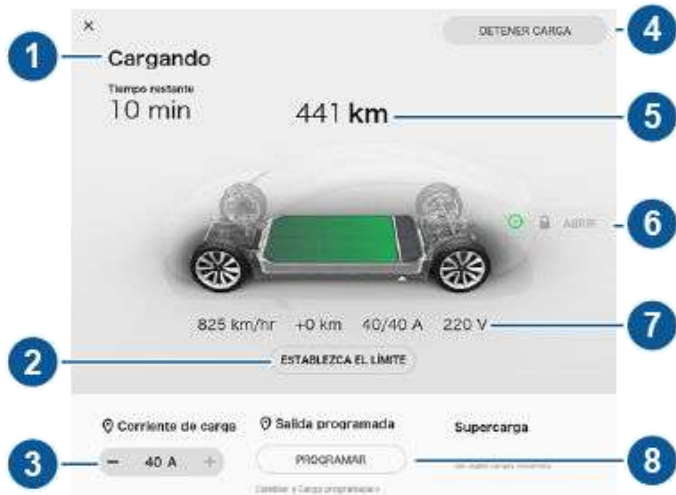 ×
DETENER CARGA
4
1
Cargando
Tiempo restante
10 min
441 km
5
ABRIR
6
825 km/hr +0 km 40/40 A 220 V
7
2
ESTABLEZCA EL LÍMITE
Corriente de carga
Salida programada
Supercarga
3
− 40 A +
PROGRAMAR
8